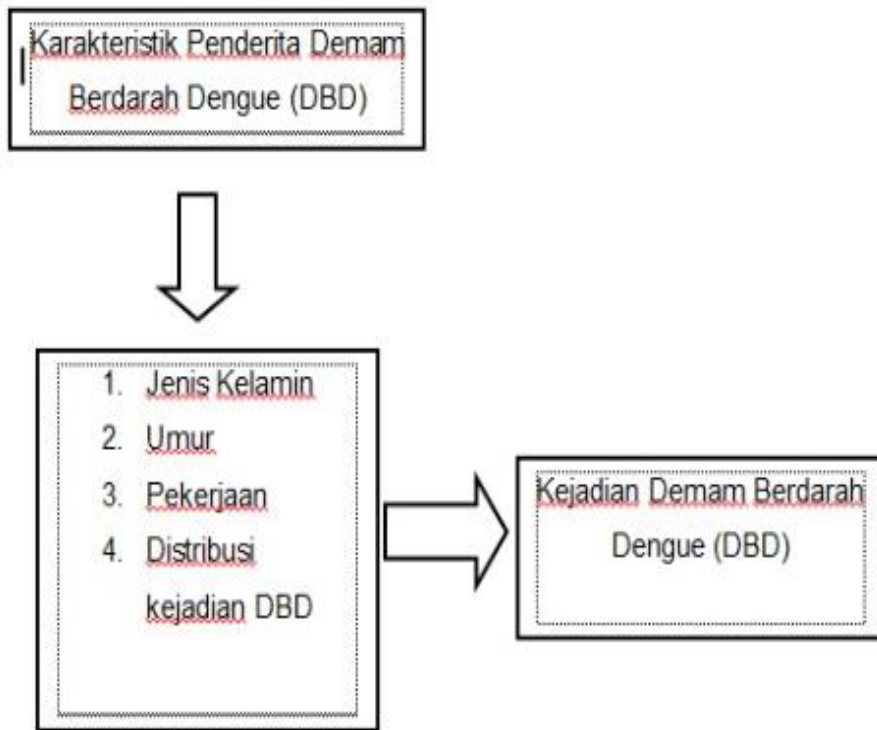 Karakteristik Penderita Demam
Berdarah Dengue (DBD)
1. Jenis Kelamin
2. Umur
3. Pekerjaan
4. Distribusi
kejadian DBD
Kejadian Demam Berdarah
Dengue (DBD)